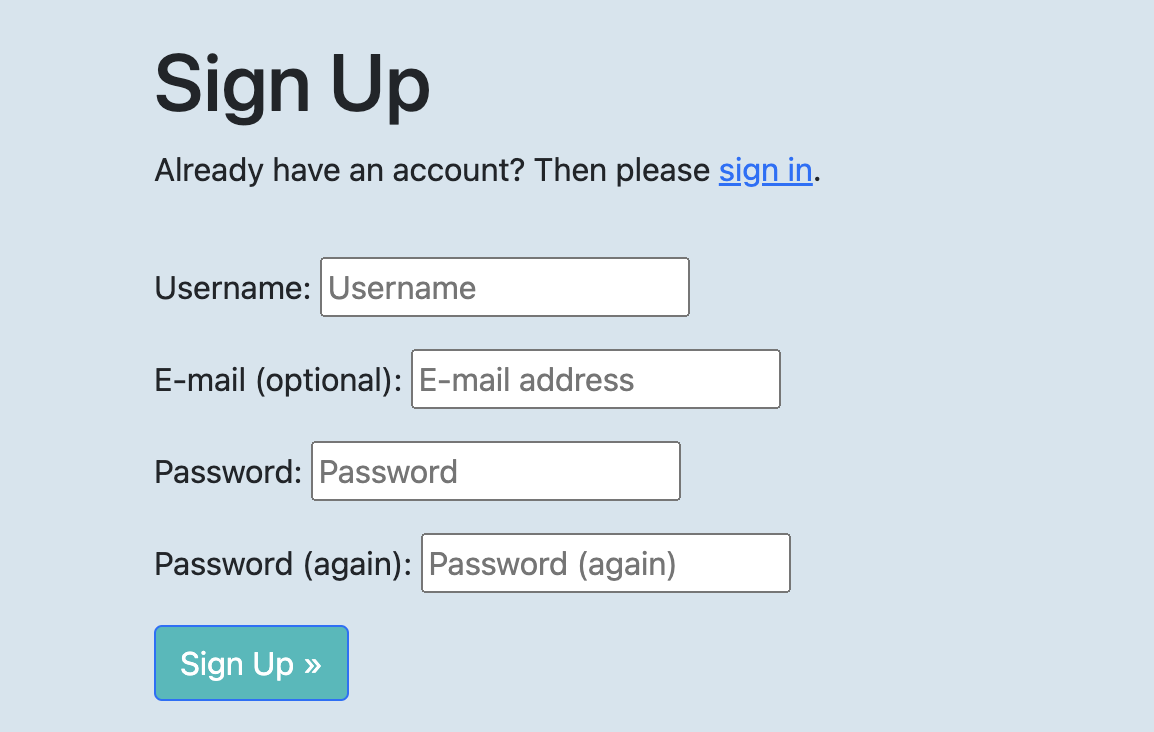 Sign Up
Already have an account? Then please sign in.
Username: Username
E-mail (optional): E-mail address
Password: Password
Password (again): Password (again)
Sign Up »